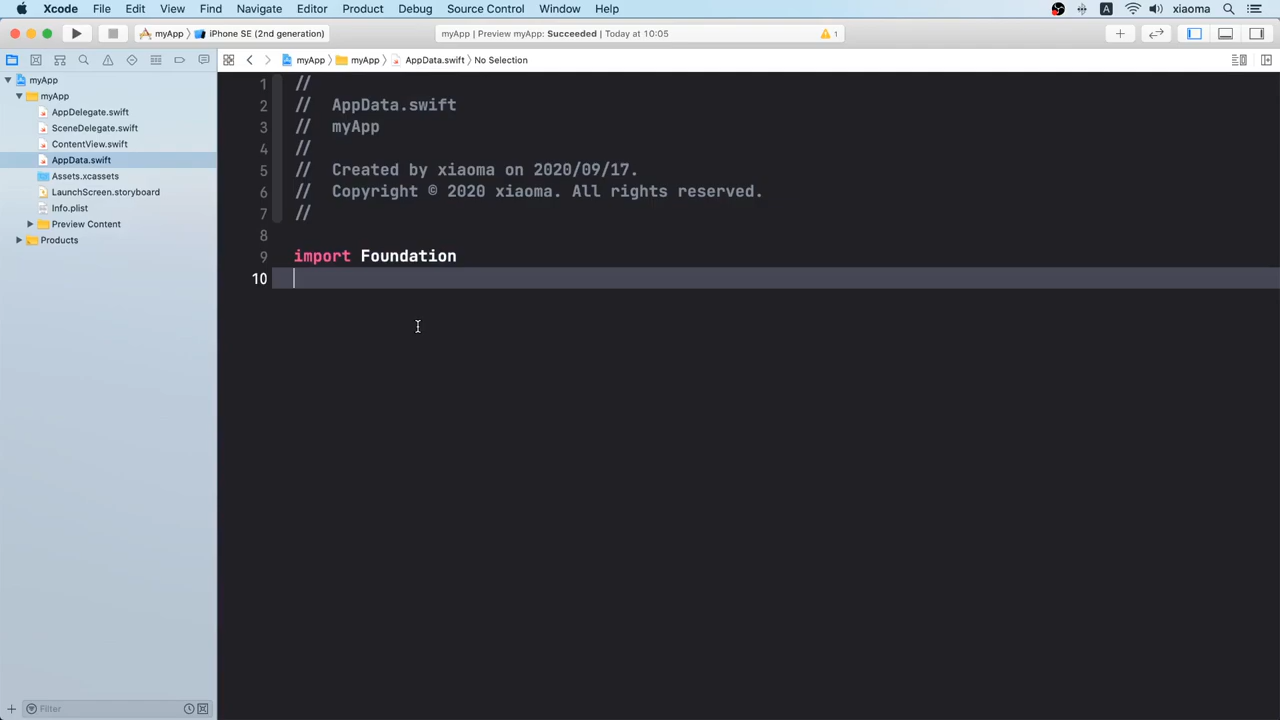 Xcode File Edit View Find Navigate Editor Product Debug Source Control Window Help A xiaoma
myApp iPhone SE (2nd generation) myApp | Preview myApp: Succeeded | Today at 10:05 1
myApp myApp AppData.swift No Selection
myApp
myApp
AppDelegate.swift
SceneDelegate.swift
ContentView.swift
AppData.swift
Assets.xcassets
LaunchScreen.storyboard
Info.plist
Preview Content
Products
1 //
2 // AppData.swift
3 // myApp
4 //
5 // Created by xiaoma on 2020/09/17.
6 // Copyright © 2020 xiaoma. All rights reserved.
7 //
8
9 import Foundation
10
Filter